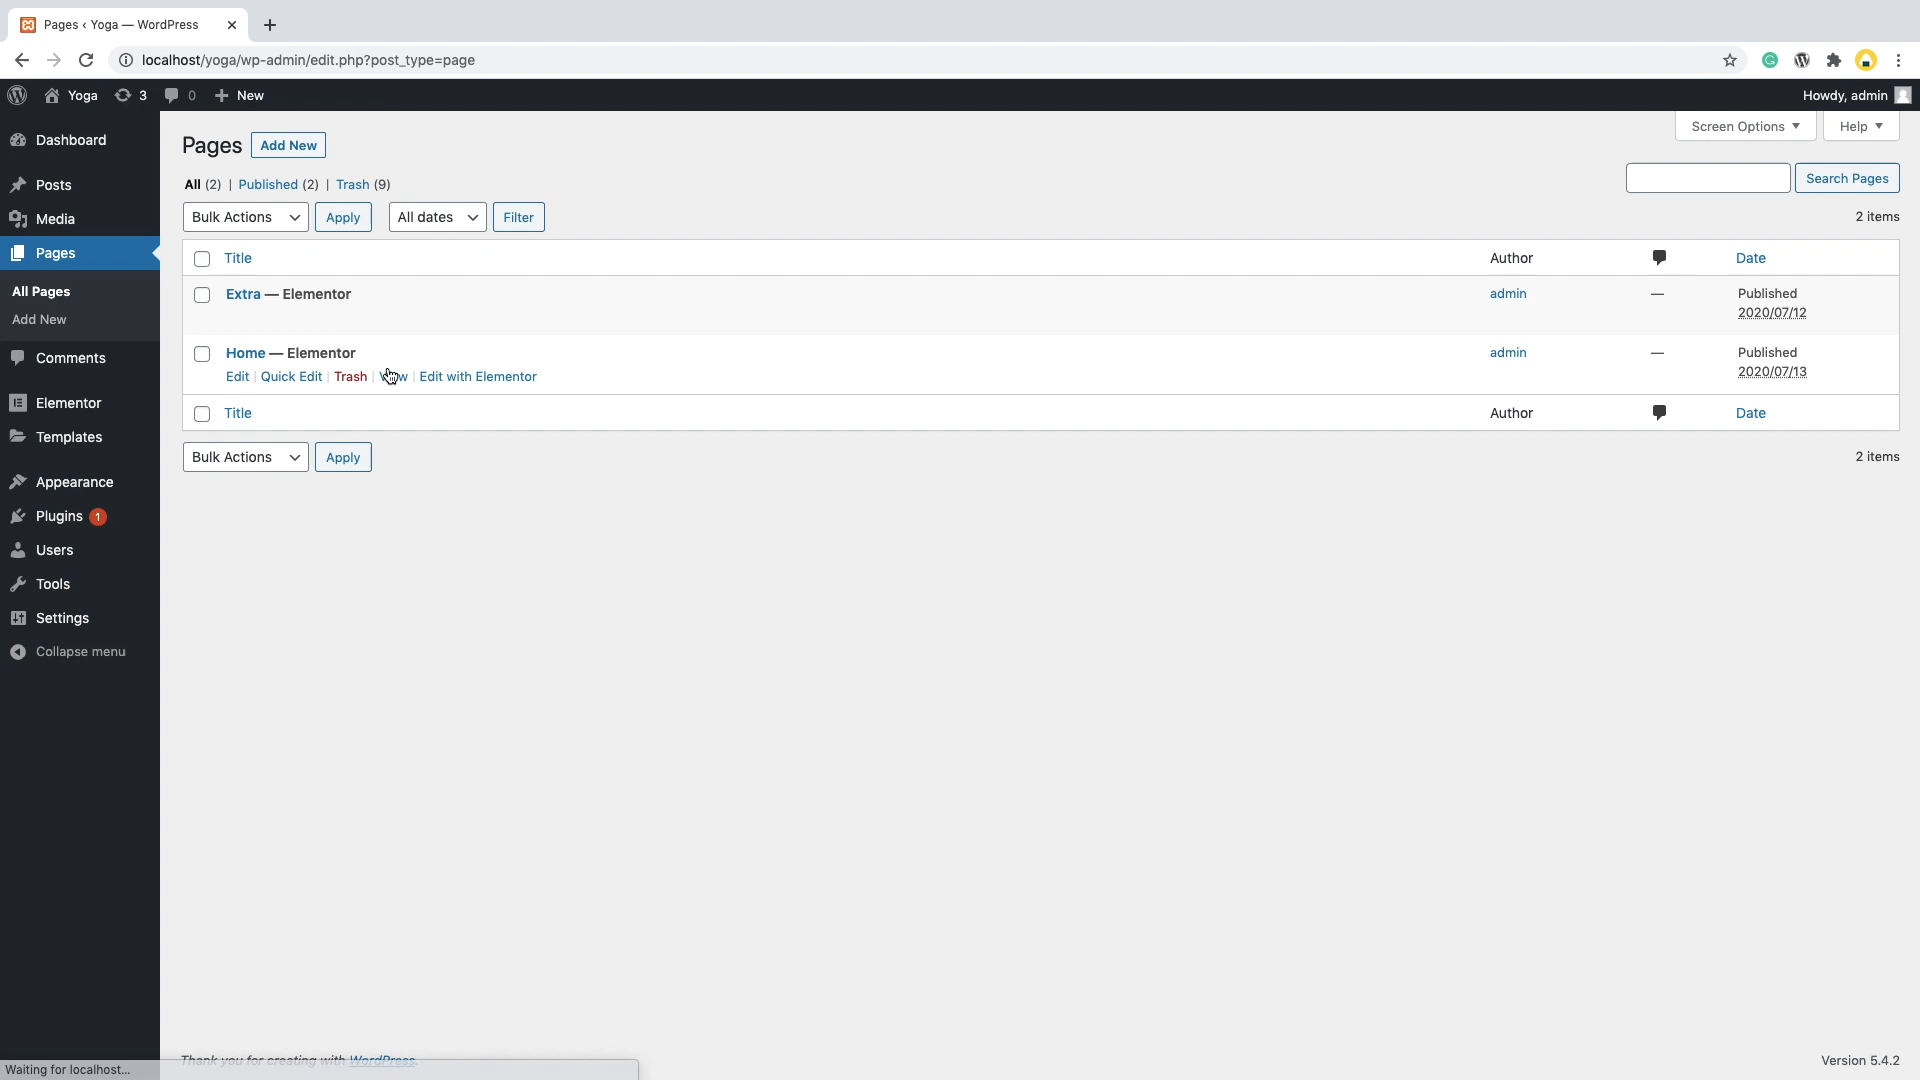 Pages ‹ Yoga — WordPress
localhost/yoga/wp-admin/edit.php?post_type=page
Yoga 3 0 New
Howdy, admin
Dashboard
Posts
Media
Pages
All Pages
Add New
Comments
Elementor
Templates
Appearance
Plugins 1
Users
Tools
Settings
Collapse menu
Screen Options
Help
Pages Add New
All (2) | Published (2) | Trash (9)
Search Pages
Bulk Actions Apply All dates Filter
2 items
Title Author Date
Extra — Elementor admin — Published
2020/07/12
Home — Elementor admin — Published
Edit | Quick Edit | Trash | | Edit with Elementor 2020/07/13
Title Author Date
Bulk Actions Apply
2 items
Thank you for creating with WordPress.
Version 5.4.2
Waiting for localhost...